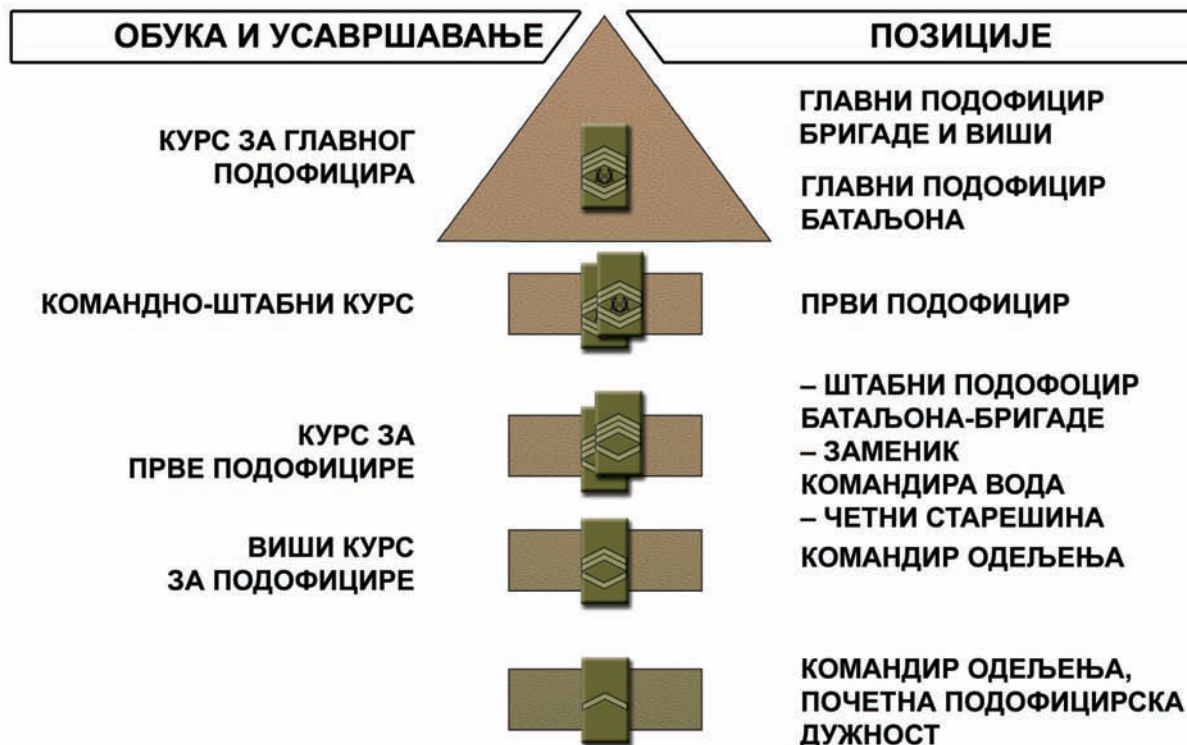 ОБУКА И УСАВРШАВАЊЕ
ПОЗИЦИЈЕ
КУРС ЗА ГЛАВНОГ
ПОДОФИЦИРА
ГЛАВНИ ПОДОФИЦИР
БРИГАДЕ И ВИШИ
ГЛАВНИ ПОДОФИЦИР
БАТАЉОНА
КОМАНДНО-ШТАБНИ КУРС
ПРВИ ПОДОФИЦИР
КУРС ЗА
ПРВЕ ПОДОФИЦИРЕ
– ШТАБНИ ПОДОФОЦИР
БАТАЉОНА-БРИГАДЕ
– ЗАМЕНИК
КОМАНДИРА ВОДА
– ЧЕТНИ СТАРЕШИНА
ВИШИ КУРС
ЗА ПОДОФИЦИРЕ
КОМАНДИР ОДЕЉЕЊА
КОМАНДИР ОДЕЉЕЊА,
ПОЧЕТНА ПОДОФИЦИРСКА
ДУЖНОСТ